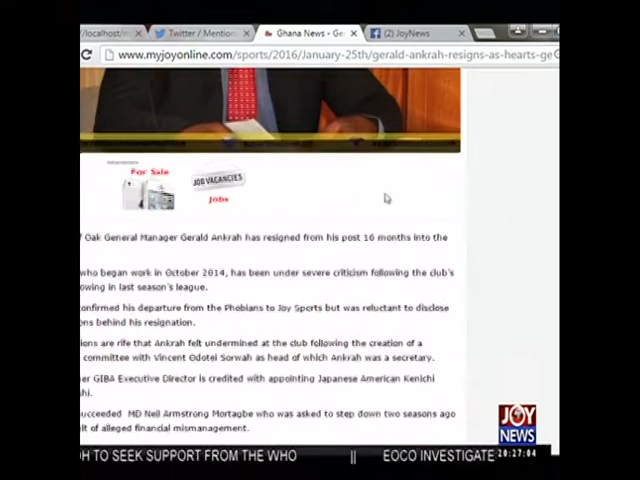 /localhost/m
Twitter / Mention
Ghana News - Ge
(2) JoyNews
www.myjoyonline.com/sports/2016/January-25th/gerald-ankrah-resigns-as-hearts-ge
Advertisement
For Sale
JOB VACANCIES
Jobs
f Oak General Manager Gerald Ankrah has resigned from his post 16 months into the
who began work in October 2014, has been under severe criticism following the club's
owing in last season's league.
confirmed his departure from the Phobians to Joy Sports but was reluctant to disclose
ons behind his resignation.
ions are rife that Ankrah felt undermined at the club following the creation of a
committee with Vincent Odotei Sorwah as head of which Ankrah was a secretary.
er GIBA Executive Director is credited with appointing Japanese American Kenichi
hi.
ucceeded MD Neil Armstrong Mortagbe who was asked to step down two seasons ago
lt of alleged financial mismanagement.
JOY
NEWS
20:27:04
OH TO SEEK SUPPORT FROM THE WHO || EOCO INVESTIGATE